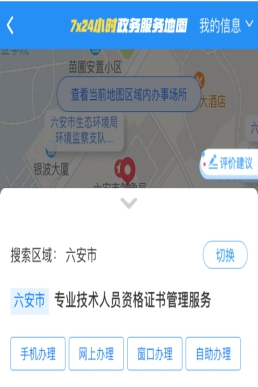 7x24小时政务服务地图
我的信息
苗圃安置小区
查看当前地图区域内办事场所
大酒店
六安市生态环境局
环境监察支队...
评价建议
银波大厦
搜索区域： 六安市
切换
六安市 专业技术人员资格证书管理服务
手机办理 网上办理 窗口办理 自助办理